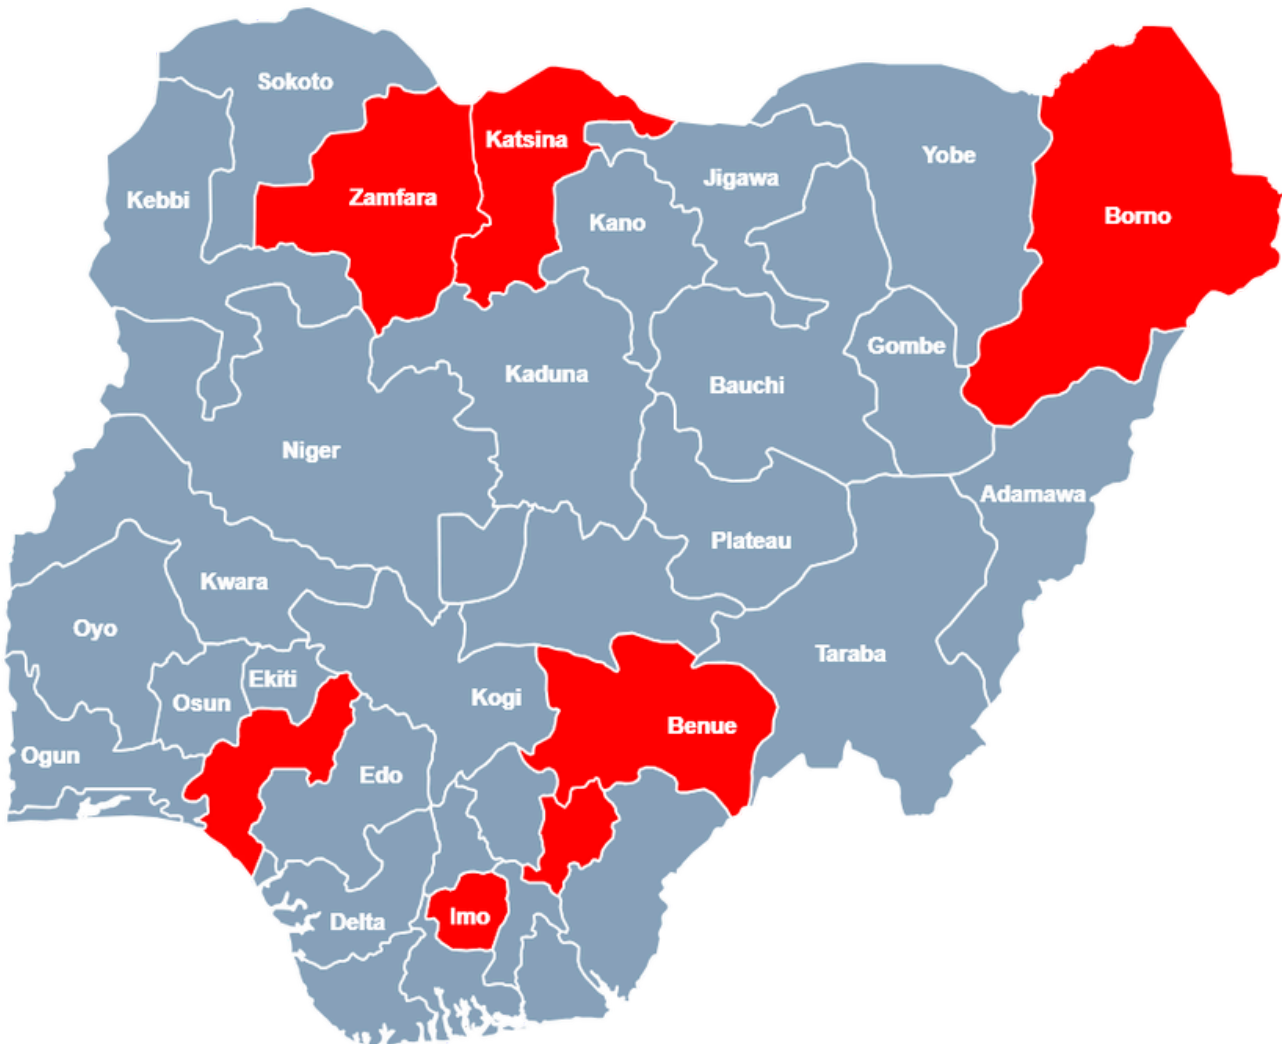 Sokoto
Katsina
Yobe
Jigawa
Zamfara
Kebbi
Borno
Kano
Gombe
Kaduna
Bauchi
Niger
Adamawa
Plateau
Kwara
Oyo
Taraba
Ekiti
Kogi
Osun
Benue
Ogun
Edo
Imo
Delta